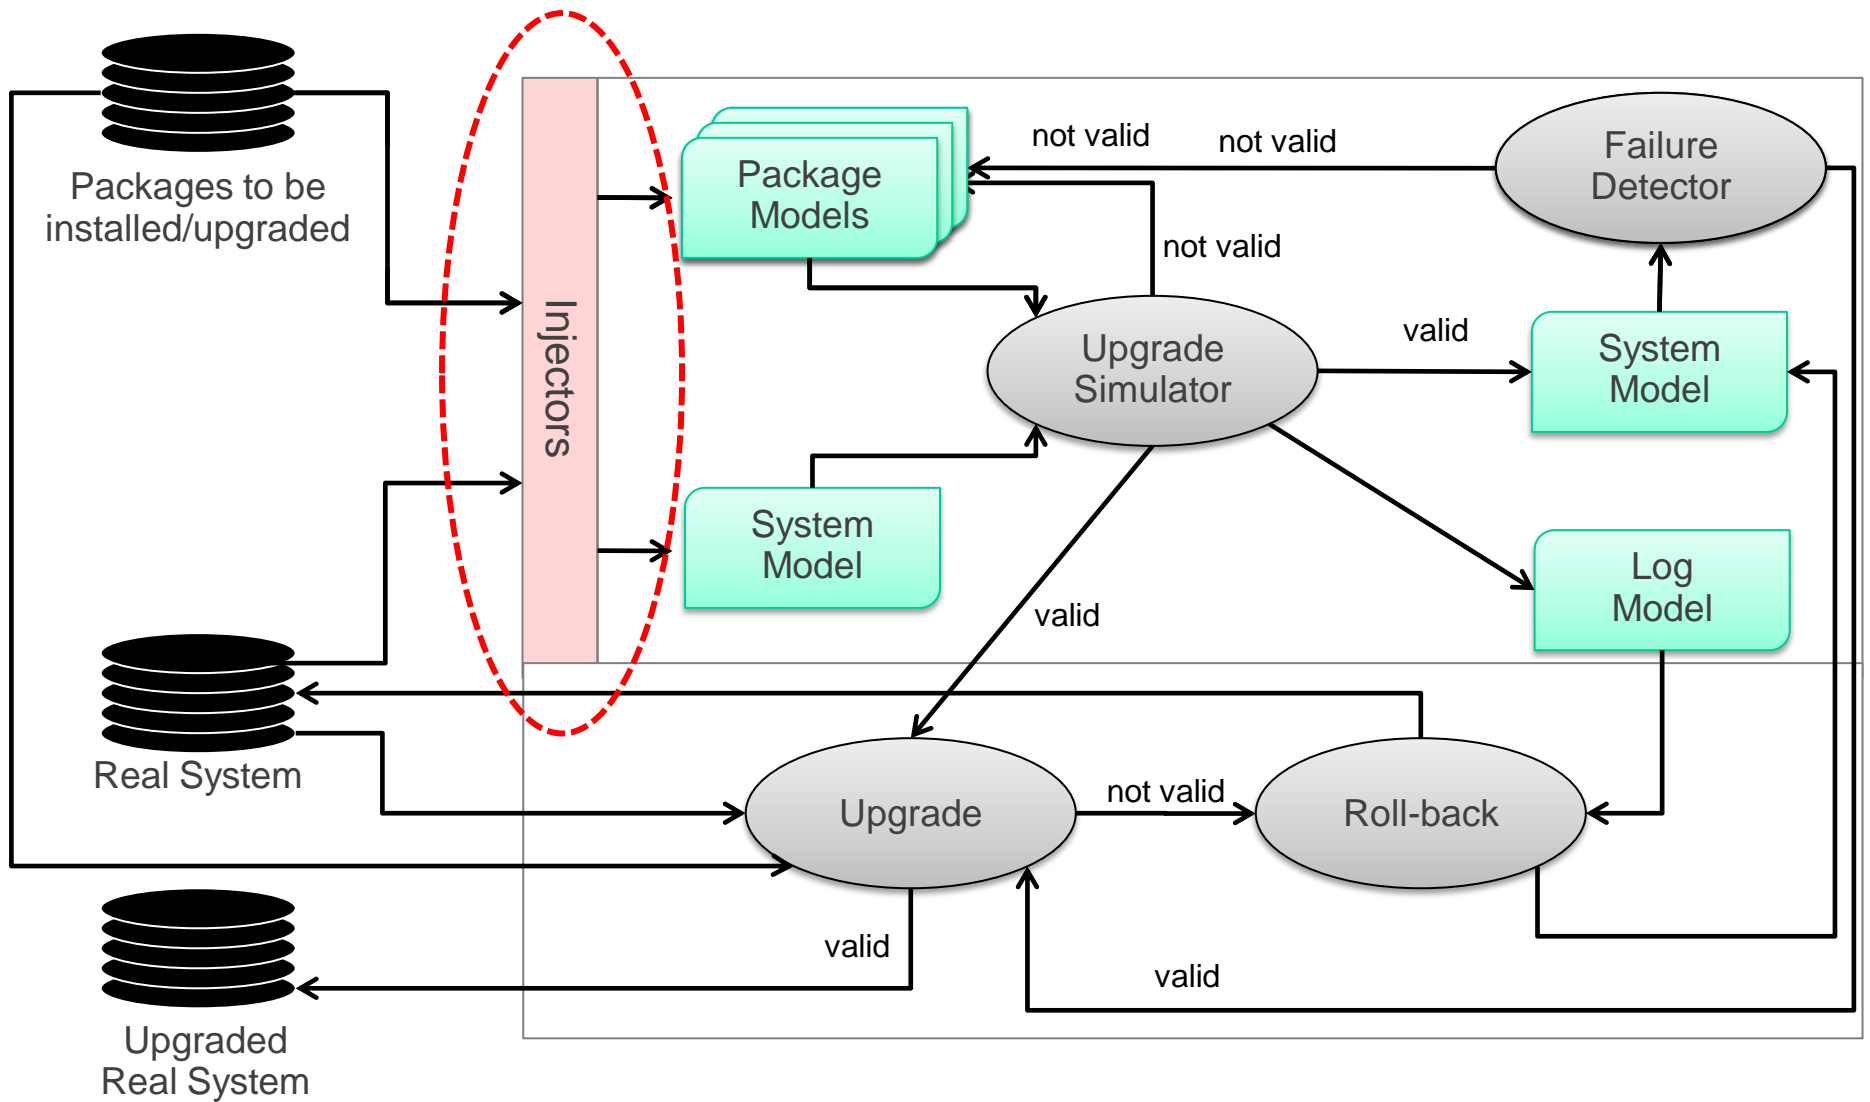 Packages to be
installed/upgraded
Injectors
Package
Models
not valid
not valid
Failure
Detector
not valid
Upgrade
Simulator
valid
System
Model
System
Model
Log
Model
valid
Real System
Upgrade
not valid
Roll-back
valid
valid
Upgraded
Real System